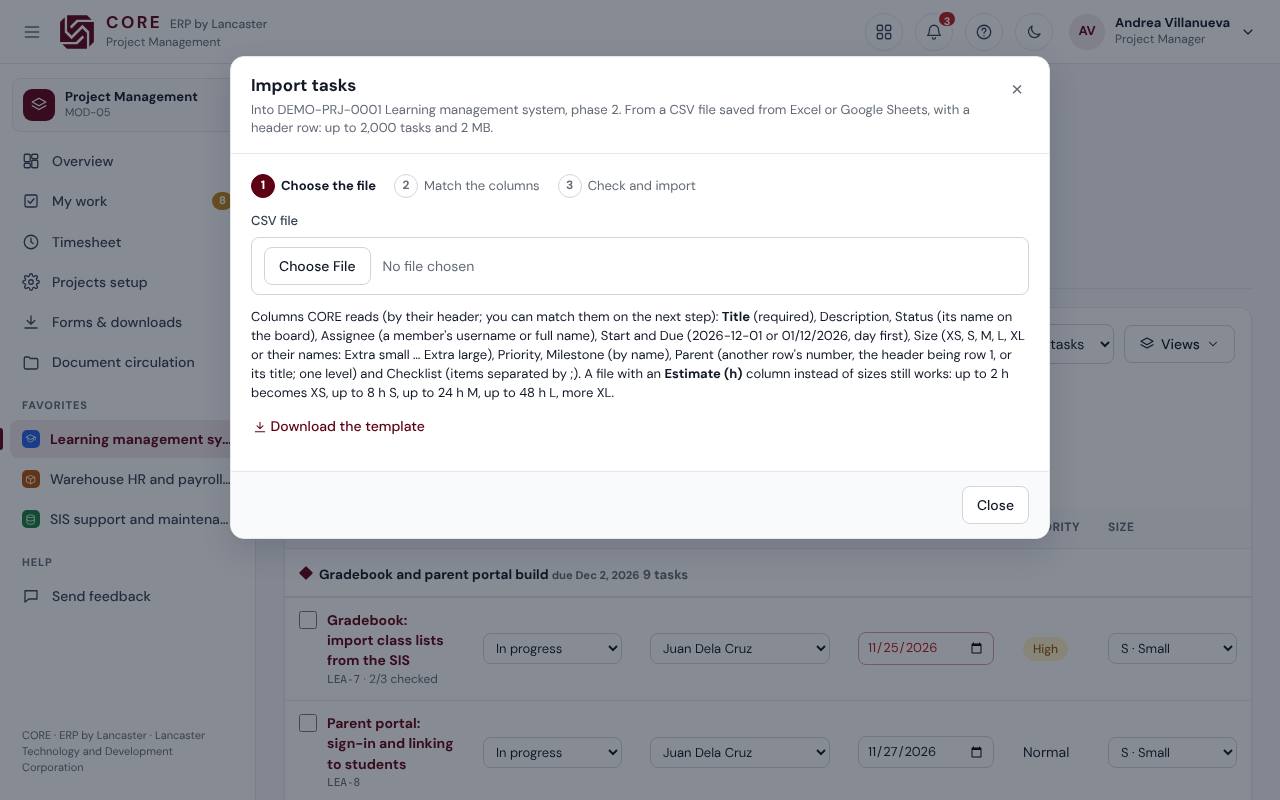 CORE ERP by Lancaster
Project Management
3
AV
Andrea Villanueva
Project Manager
Project Management
MOD-05
Overview
My work
8
Timesheet
Projects setup
Forms & downloads
Document circulation
FAVORITES
Learning management sy...
Warehouse HR and payroll...
SIS support and maintena...
HELP
Send feedback
CORE · ERP by Lancaster · Lancaster
Technology and Development
Corporation
Import tasks
Into DEMO-PRJ-0001 Learning management system, phase 2. From a CSV file saved from Excel or Google Sheets, with a
header row: up to 2,000 tasks and 2 MB.
1 Choose the file 2 Match the columns 3 Check and import
CSV file
Choose File No file chosen
Columns CORE reads (by their header; you can match them on the next step): Title (required), Description, Status (its name on
the board), Assignee (a member's username or full name), Start and Due (2026-12-01 or 01/12/2026, day first), Size (XS, S, M, L, XL
or their names: Extra small … Extra large), Priority, Milestone (by name), Parent (another row's number, the header being row 1, or
its title; one level) and Checklist (items separated by ;). A file with an Estimate (h) column instead of sizes still works: up to 2 h
becomes XS, up to 8 h S, up to 24 h M, up to 48 h L, more XL.
Download the template
Close
tasks
Views
RITY SIZE
Gradebook and parent portal build due Dec 2, 2026 9 tasks
Gradebook:
import class lists
from the SIS
LEA-7 · 2/3 checked
In progress
Juan Dela Cruz
11/25/2026
High
S · Small
Parent portal:
sign-in and linking
to students
LEA-8
In progress
Juan Dela Cruz
11/27/2026
Normal
S · Small